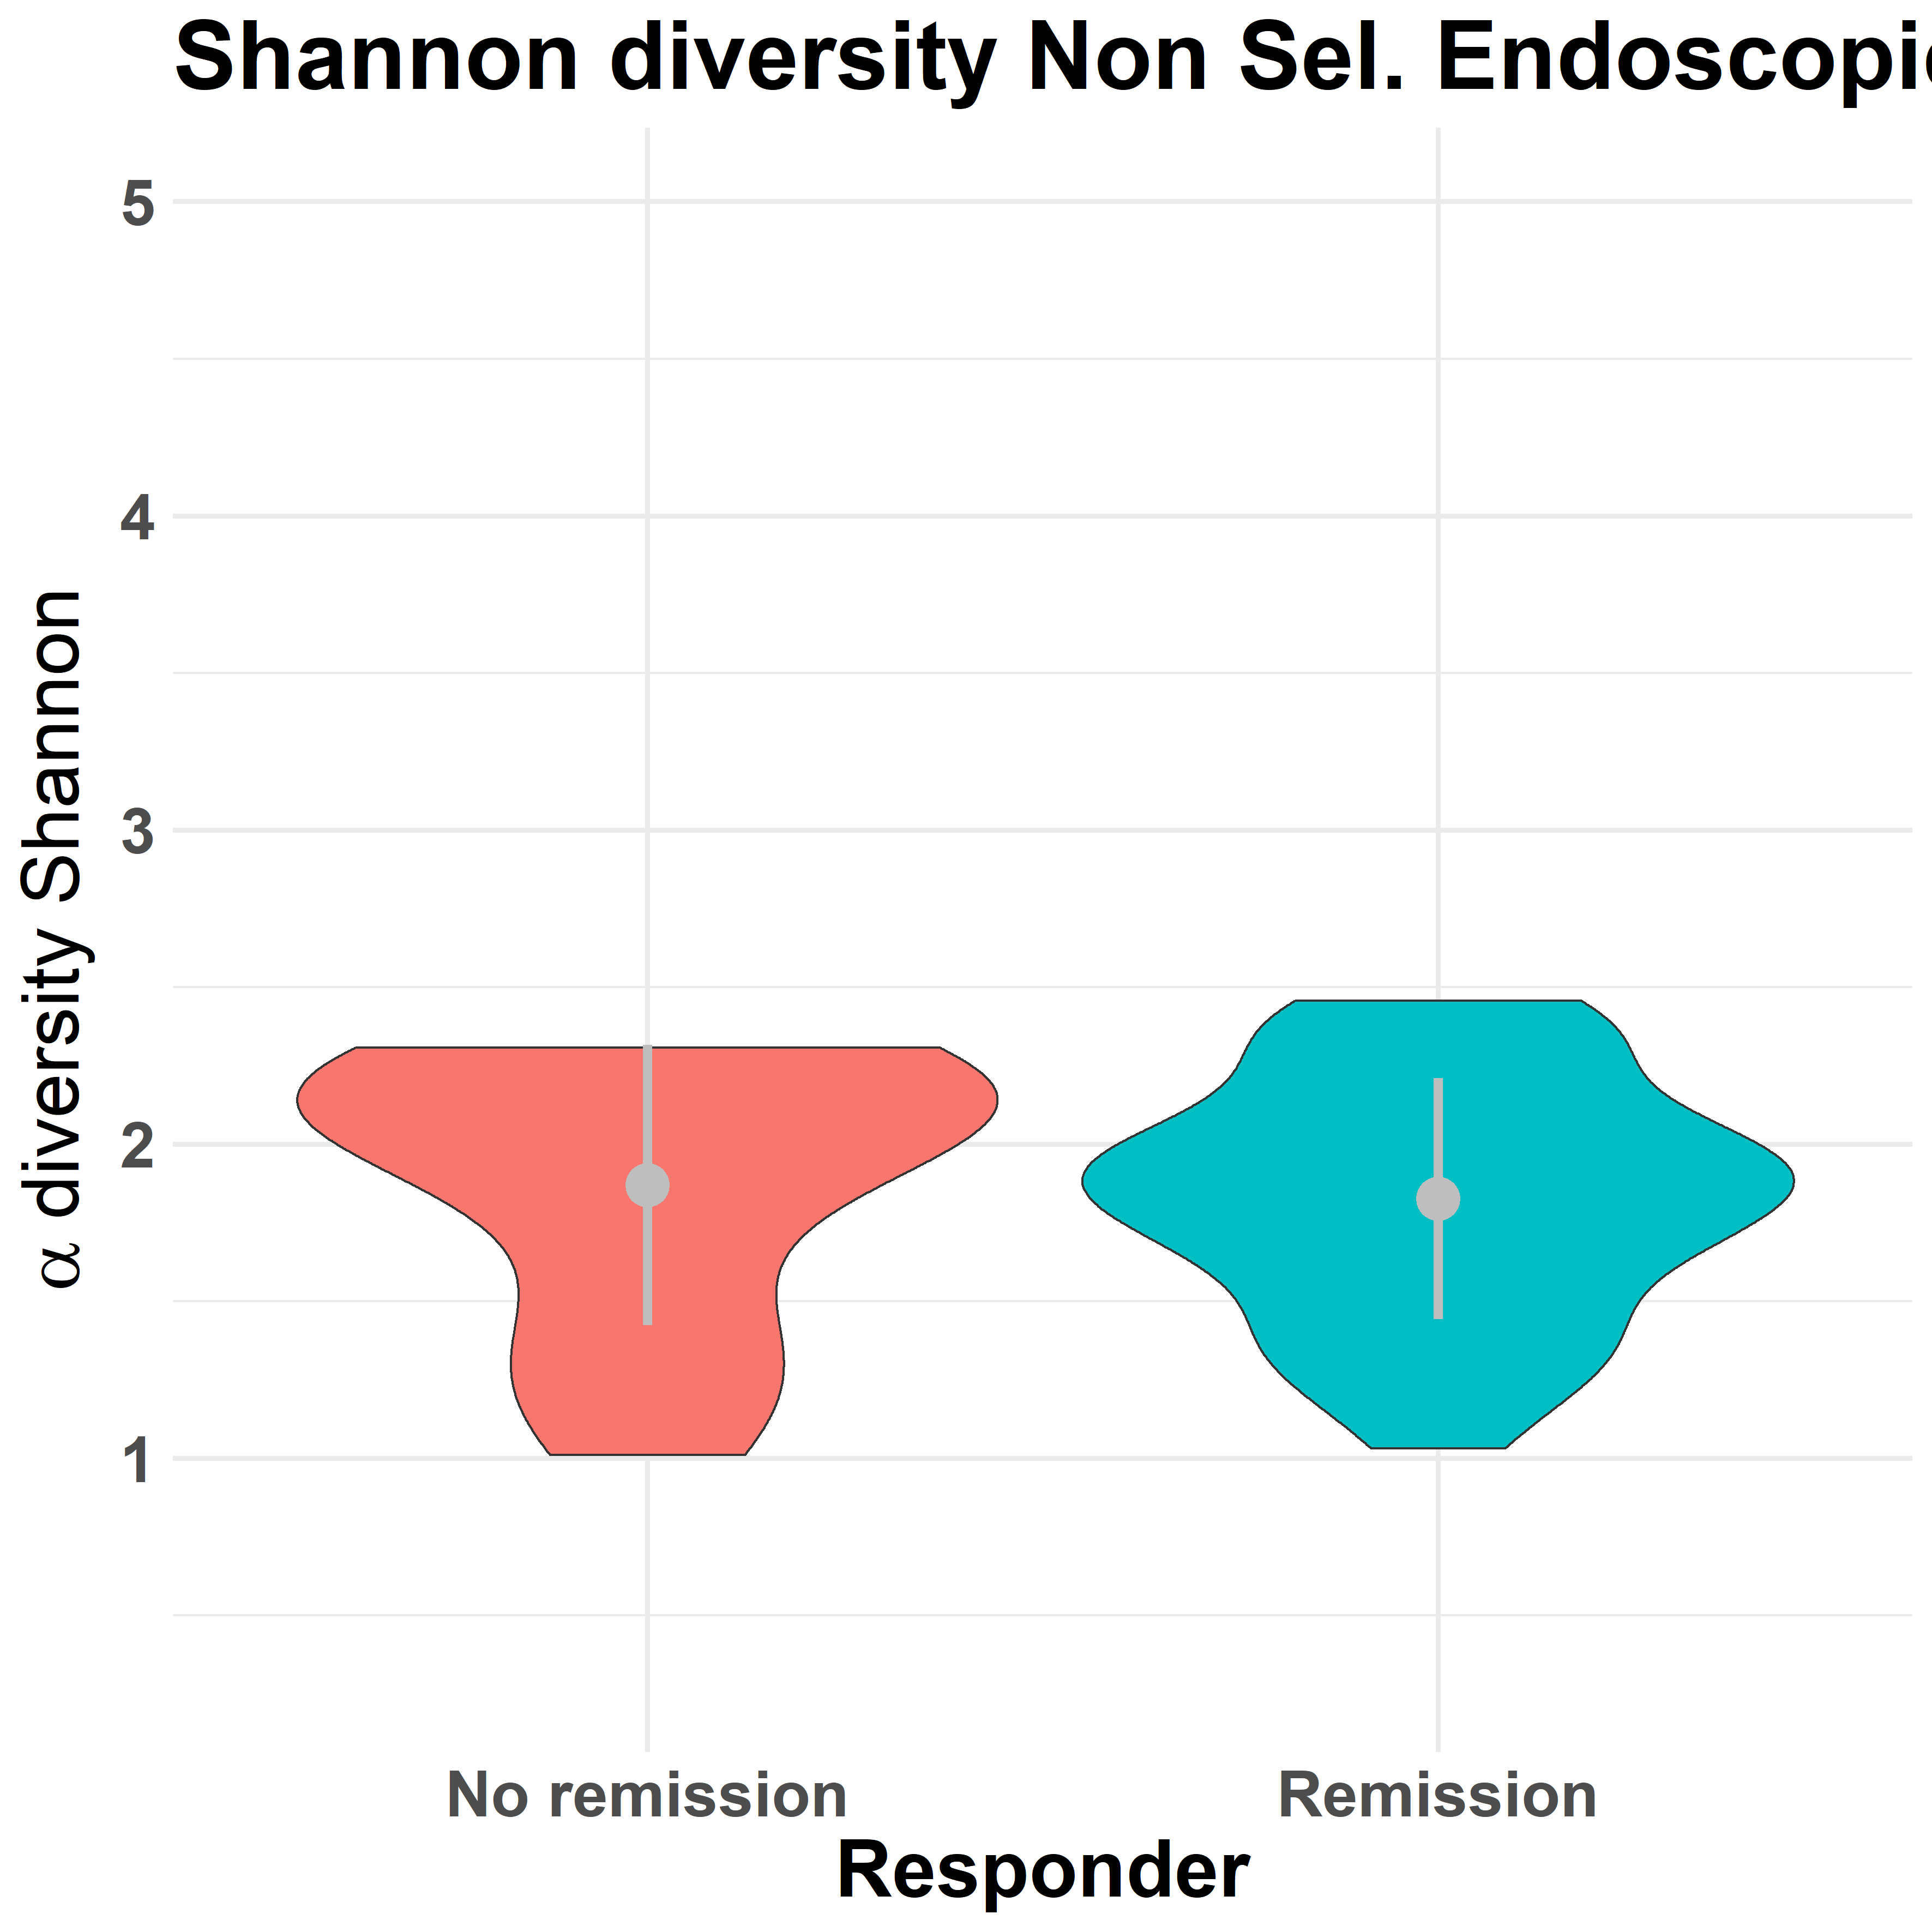 Shannon diversity Non Sel. Endoscopic
5
4
3
2
1
α diversity Shannon
No remission
Remission
Responder